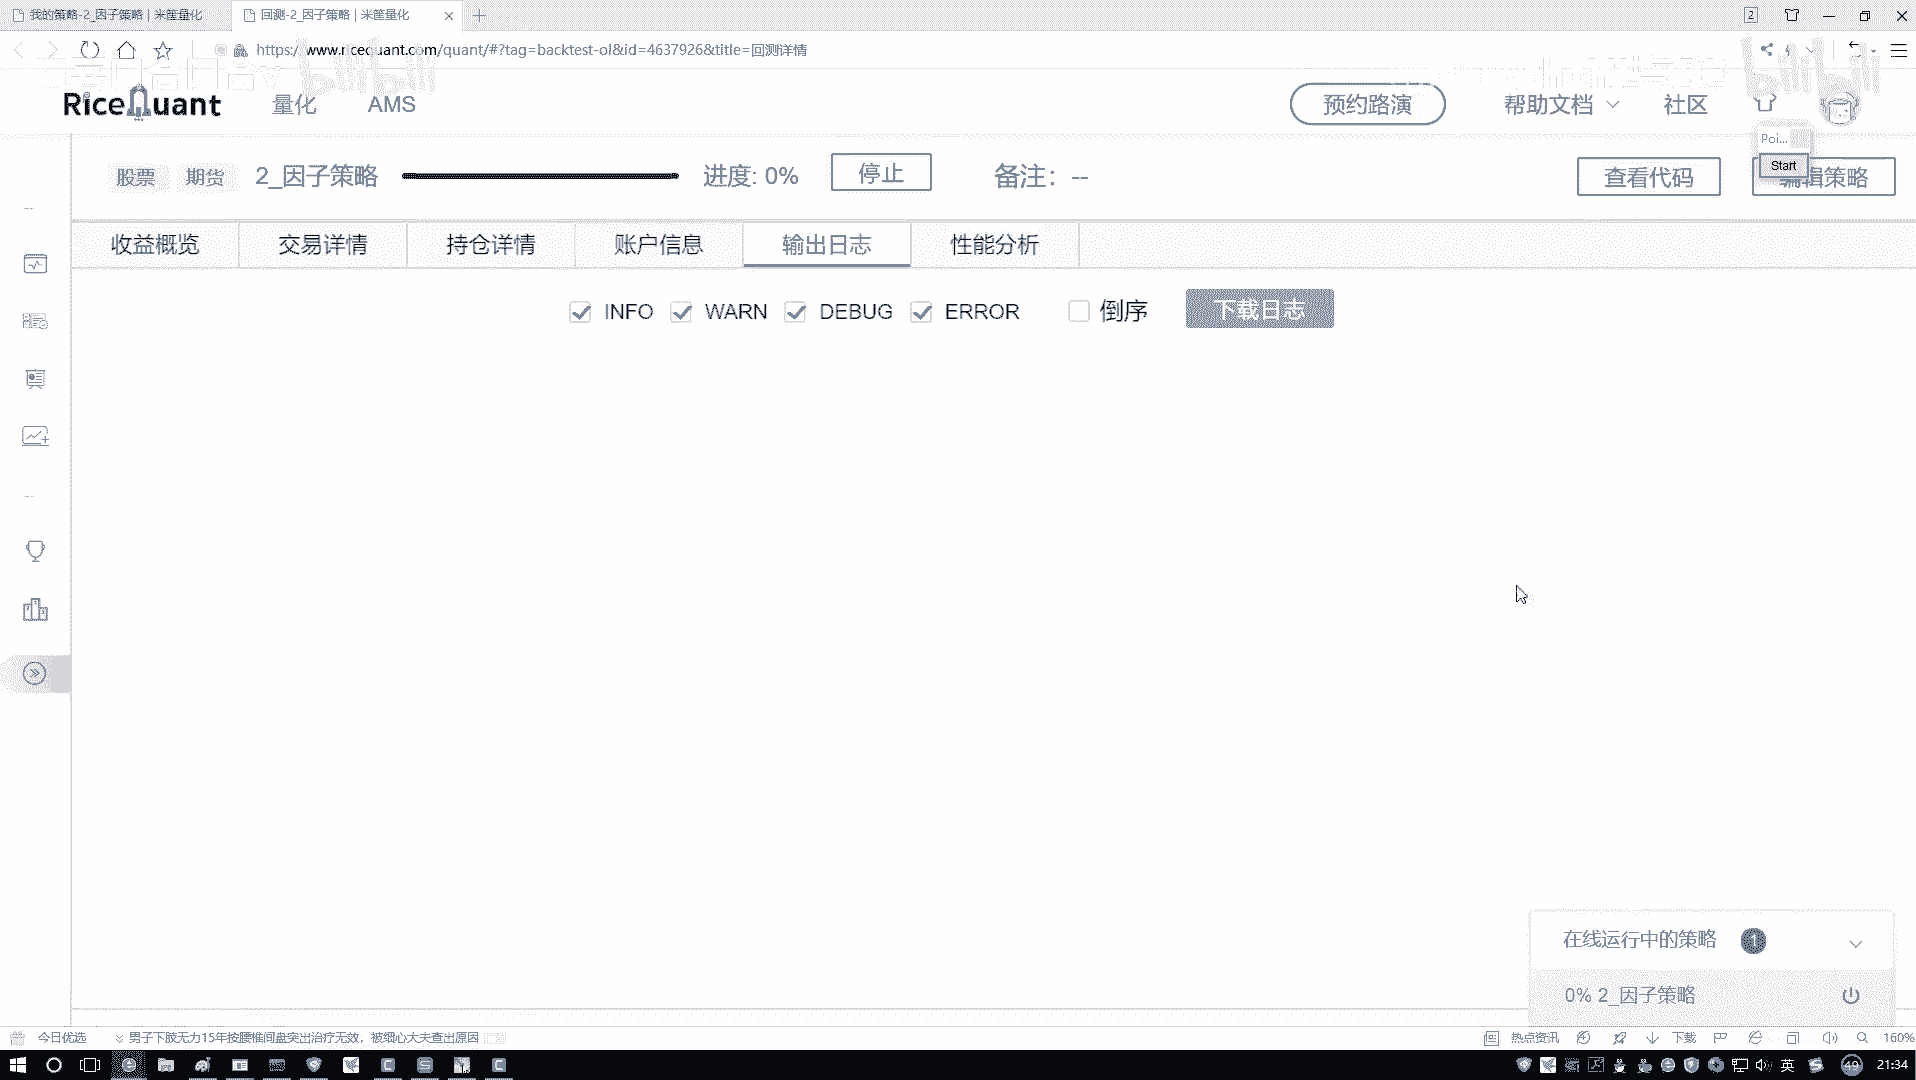 我的策略-2_因子策略 | 米筐量化
回测-2_因子策略 | 米筐量化
2
https://www.ricequant.com/quant/#?tag=backtest-ol&id=4637926&title=回测详情
bilibili
bilibili
RiceQuant
量化
AMS
预约路演
帮助文档
社区
Poi...
Start
股票
期货
2_因子策略
进度: 0%
停止
备注: --
查看代码
编辑策略
收益概览
交易详情
持仓详情
账户信息
输出日志
性能分析
INFO
WARN
DEBUG
ERROR
倒序
下载日志
在线运行中的策略
1
0% 2_因子策略
今日优选
男子下肢无力15年按腰椎间盘突出治疗无效，被细心大夫查出原因
热点资讯
下载
160%
英
49
21:34